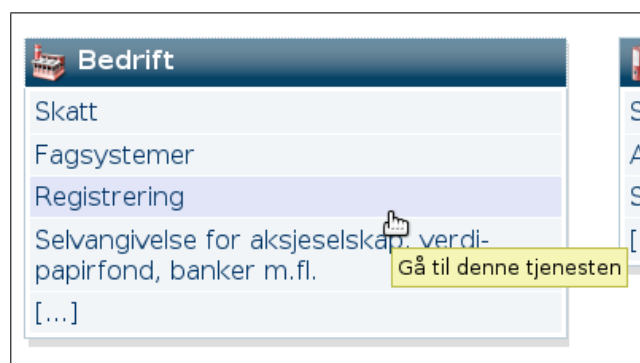 Bedrift
Skatt
Fagsystemer
Registrering
Selvangivelse for aksjeselskap, verdi-
papirfond, banker m.fl.
Gå til denne tjenesten
[...]